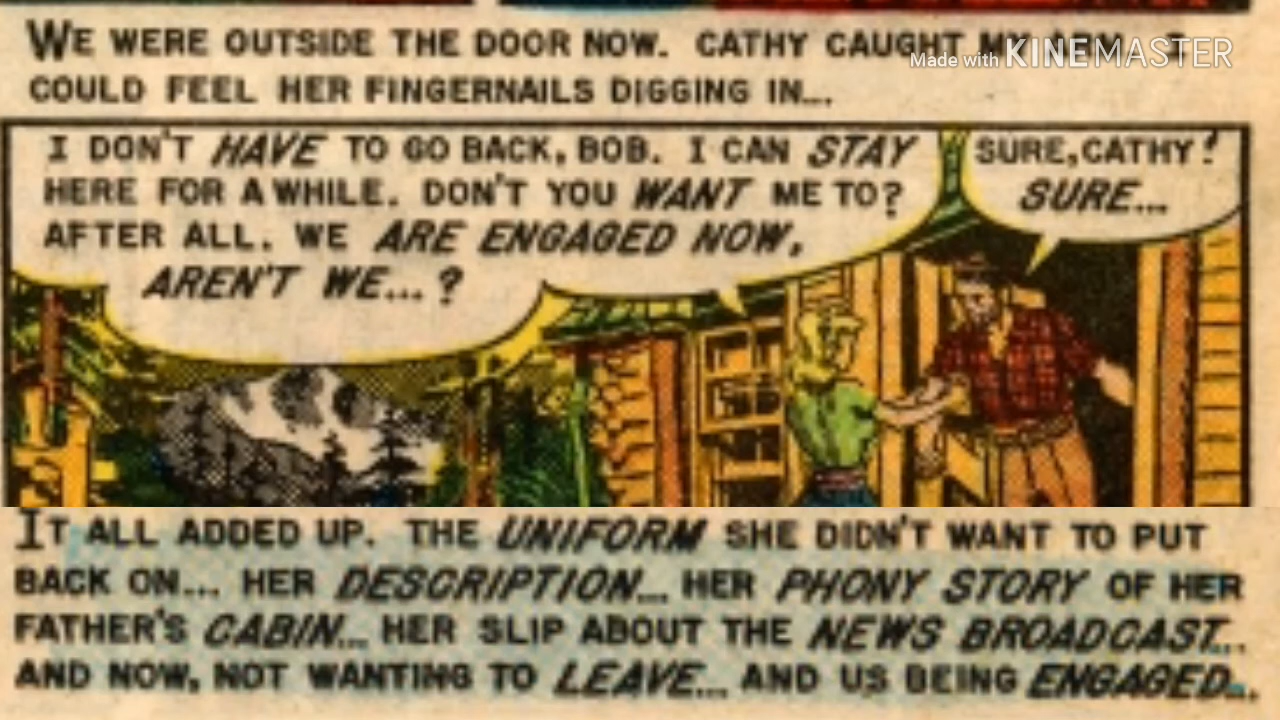 WE WERE OUTSIDE THE DOOR NOW. CATHY CAUGHT
Made with KINEMASTER
COULD FEEL HER FINGERNAILS DIGGING IN...
I DON'T HAVE TO GO BACK, BOB. I CAN STAY
HERE FOR A WHILE. DON'T YOU WANT ME TO?
AFTER ALL. WE ARE ENGAGED NOW,
AREN'T WE...?
SURE, CATHY!
SURE...
IT ALL ADDED UP. THE UNIFORM SHE DIDN'T WANT TO PUT
BACK ON... HER DESCRIPTION... HER PHONY STORY OF HER
FATHER'S CABIN... HER SLIP ABOUT THE NEWS BROADCAST...
AND NOW, NOT WANTING TO LEAVE... AND US BEING ENGAGED...